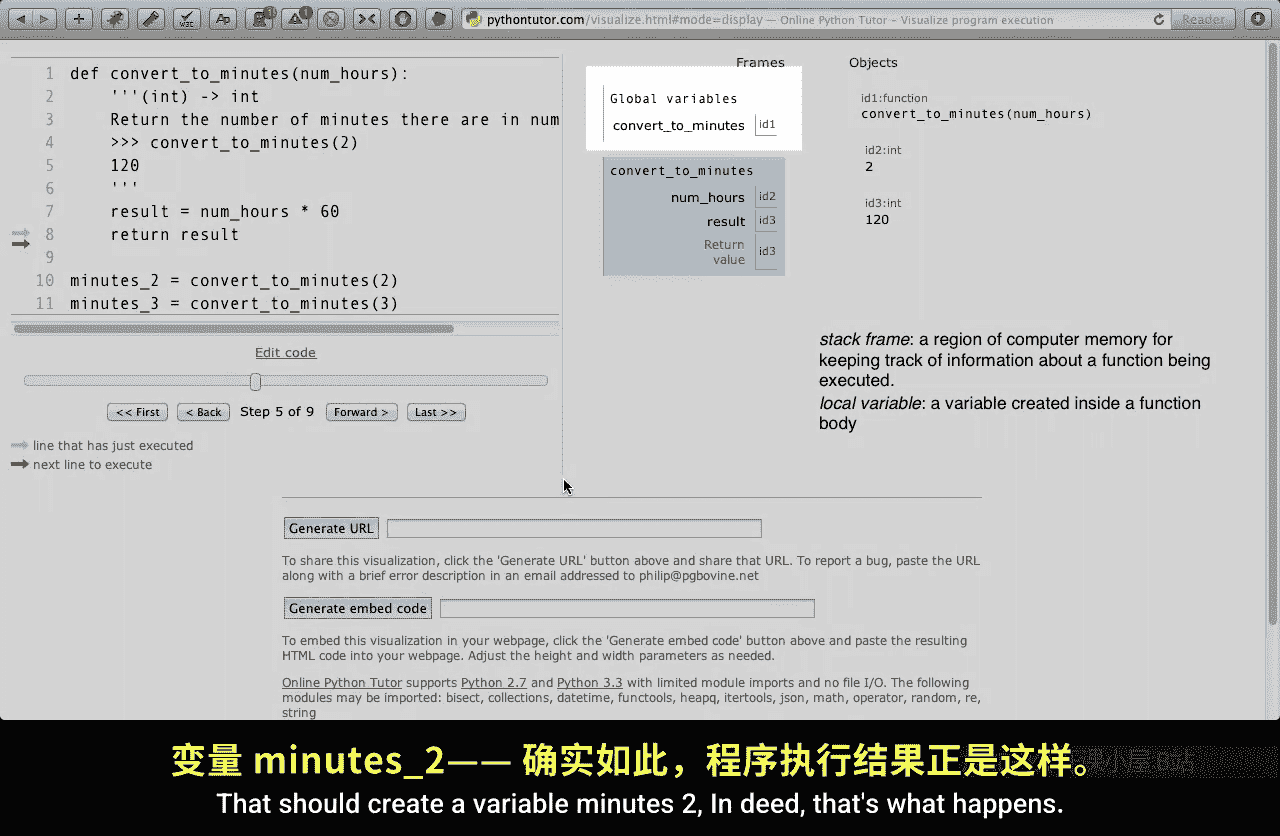 pythontutor.com/visualize.html#mode=display — Online Python Tutor – Visualize program execution
Reader
1 def convert_to_minutes(num_hours):
2 '''(int) -> int
3 Return the number of minutes there are in num
4 >>> convert_to_minutes(2)
5 120
6 '''
7 result = num_hours * 60
8 return result
9
10 minutes_2 = convert_to_minutes(2)
11 minutes_3 = convert_to_minutes(3)
Edit code
<< First
< Back
Step 5 of 9
Forward >
Last >>
line that has just executed
next line to execute
Frames
Global variables
convert_to_minutes id1
convert_to_minutes
num_hours id2
result id3
Return
value id3
Objects
id1:function
convert_to_minutes(num_hours)
id2:int
2
id3:int
120
stack frame: a region of computer memory for
keeping track of information about a function being
executed.
local variable: a variable created inside a function
body
Generate URL
To share this visualization, click the 'Generate URL' button above and share that URL. To report a bug, paste the URL
along with a brief error description in an email addressed to philip@pgbovine.net
Generate embed code
To embed this visualization in your webpage, click the 'Generate embed code' button above and paste the resulting
HTML code into your webpage. Adjust the height and width parameters as needed.
Online Python Tutor supports Python 2.7 and Python 3.3 with limited module imports and no file I/O. The following
modules may be imported: bisect, collections, datetime, functools, heapq, itertools, json, math, operator, random, re,
string
变量 minutes_2—— 确实如此，程序执行结果正是这样。
That should create a variable minutes 2, In deed, that's what happens.